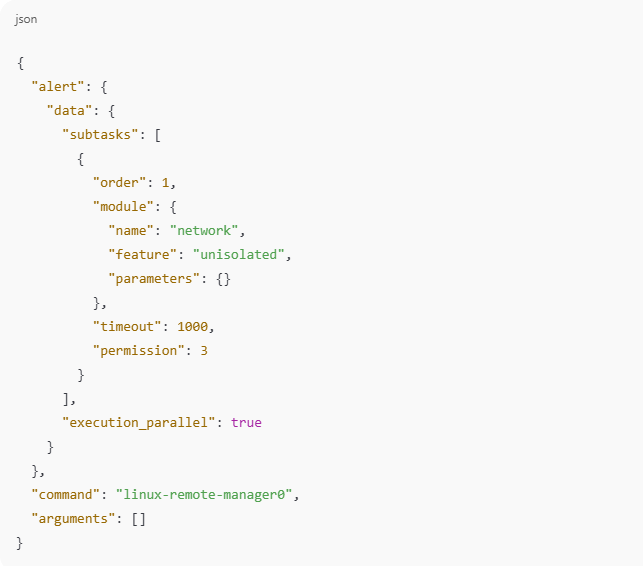 json
{
  "alert": {
    "data": {
      "subtasks": [
        {
          "order": 1,
          "module": {
            "name": "network",
            "feature": "unisolated",
            "parameters": {}
          },
          "timeout": 1000,
          "permission": 3
        }
      ],
      "execution_parallel": true
    }
  },
  "command": "linux-remote-manager0",
  "arguments": []
}